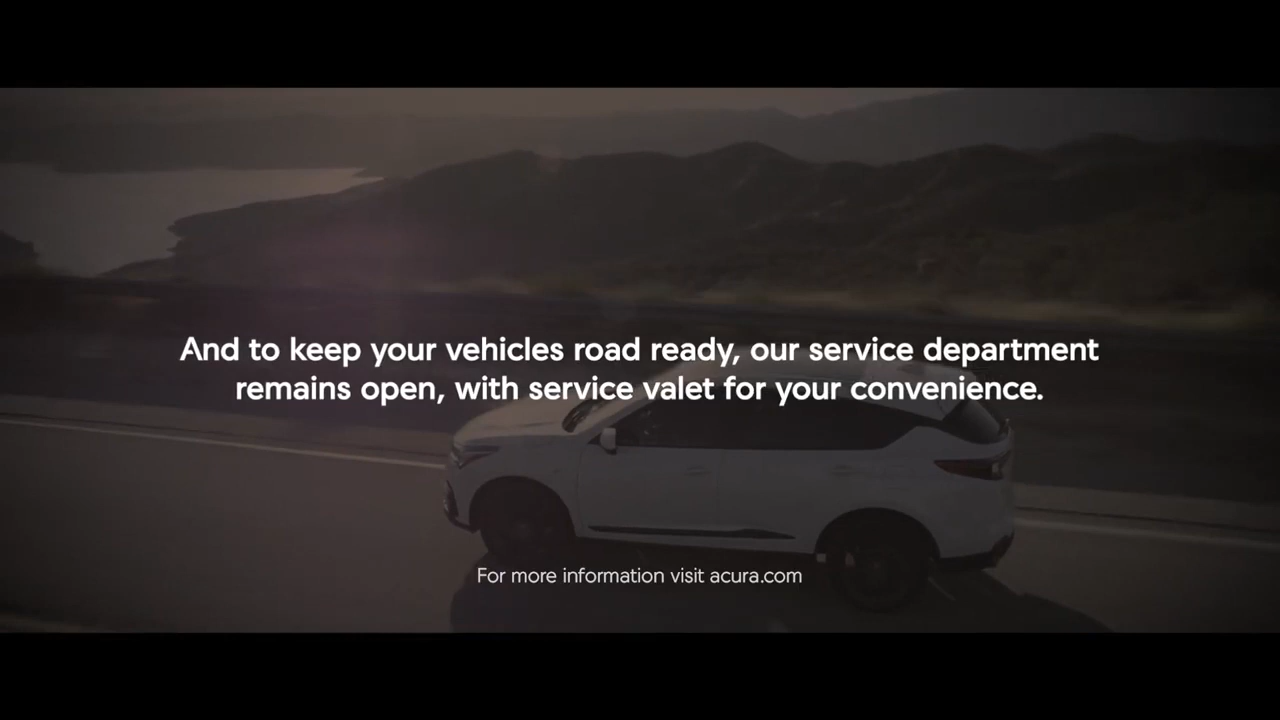 And to keep your vehicles road ready, our service department
remains open, with service valet for your convenience.
For more information visit acura.com